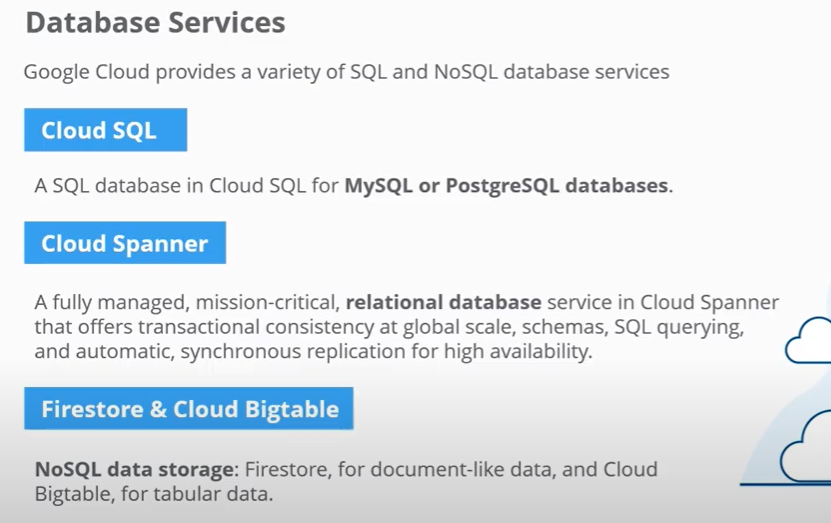 Database Services
Google Cloud provides a variety of SQL and NoSQL database services
Cloud SQL
A SQL database in Cloud SQL for MySQL or PostgreSQL databases.
Cloud Spanner
A fully managed, mission-critical, relational database service in Cloud Spanner
that offers transactional consistency at global scale, schemas, SQL querying,
and automatic, synchronous replication for high availability.
Firestore & Cloud Bigtable
NoSQL data storage: Firestore, for document-like data, and Cloud
Bigtable, for tabular data.